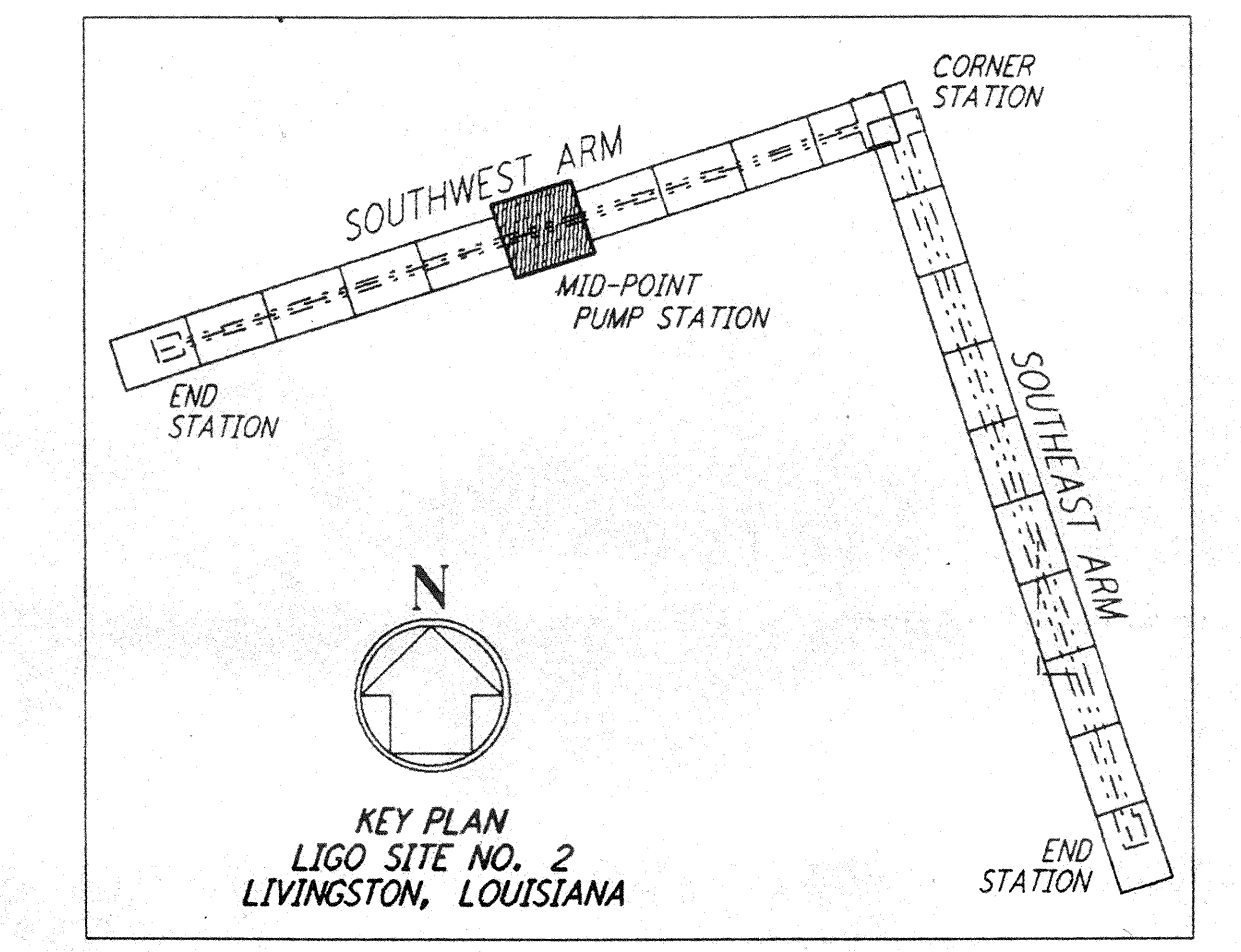 CORNER
STATION
SOUTHWEST ARM
MID-POINT
PUMP STATION
END
STATION
SOUTHEAST ARM
N
KEY PLAN
LIGO SITE NO. 2
LIVINGSTON, LOUISIANA
END
STATION